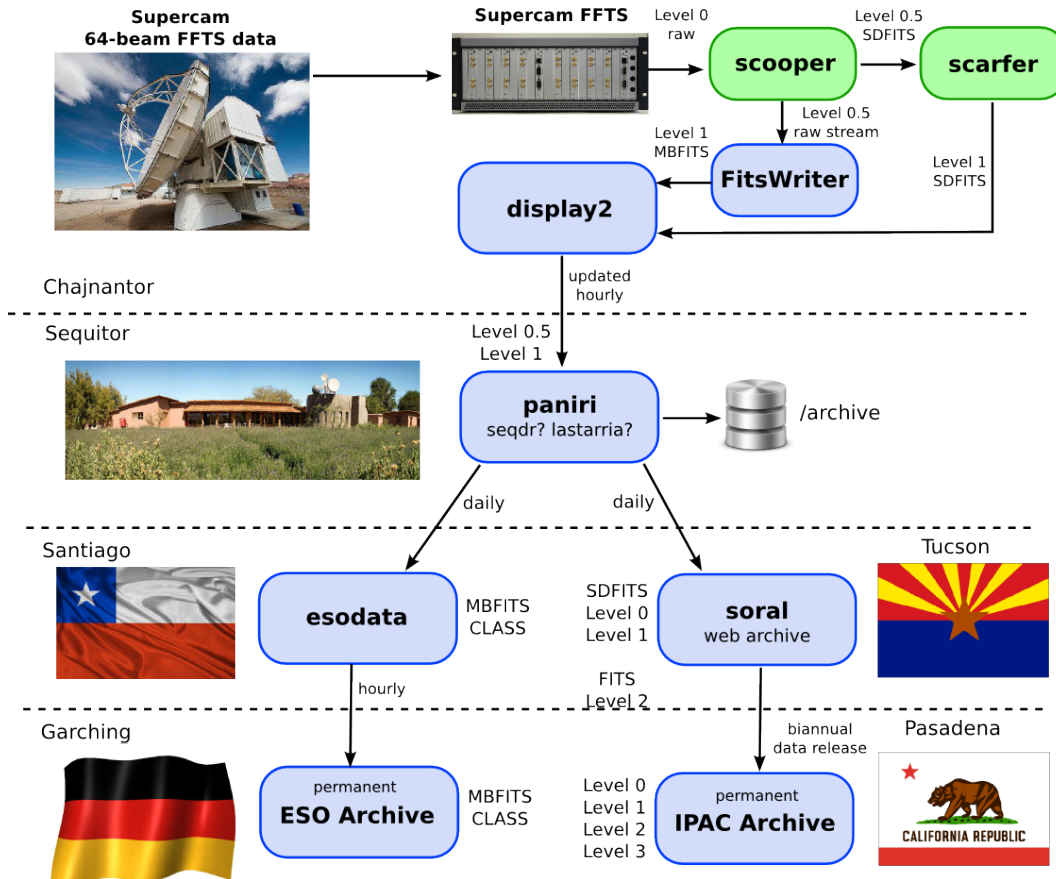 Supercam
64-beam FFTS data
Supercam FFTS
Level 0
raw
scooper
Level 0.5
SDFITS
scarfer
Level 0.5
raw stream
Level 1
MBFITS
FitsWriter
Level 1
SDFITS
display2
updated
hourly
Chajnantor
Sequitor
Level 0.5
Level 1
paniri
seqdr? lastarria?
/archive
daily
daily
Santiago
Tucson
esodata
MBFITS
CLASS
SDFITS
Level 0
Level 1
soral
web archive
hourly
FITS
Level 2
Garching
Pasadena
biannual
data release
permanent
ESO Archive
MBFITS
CLASS
Level 0
Level 1
Level 2
Level 3
permanent
IPAC Archive
CALIFORNIA REPUBLIC